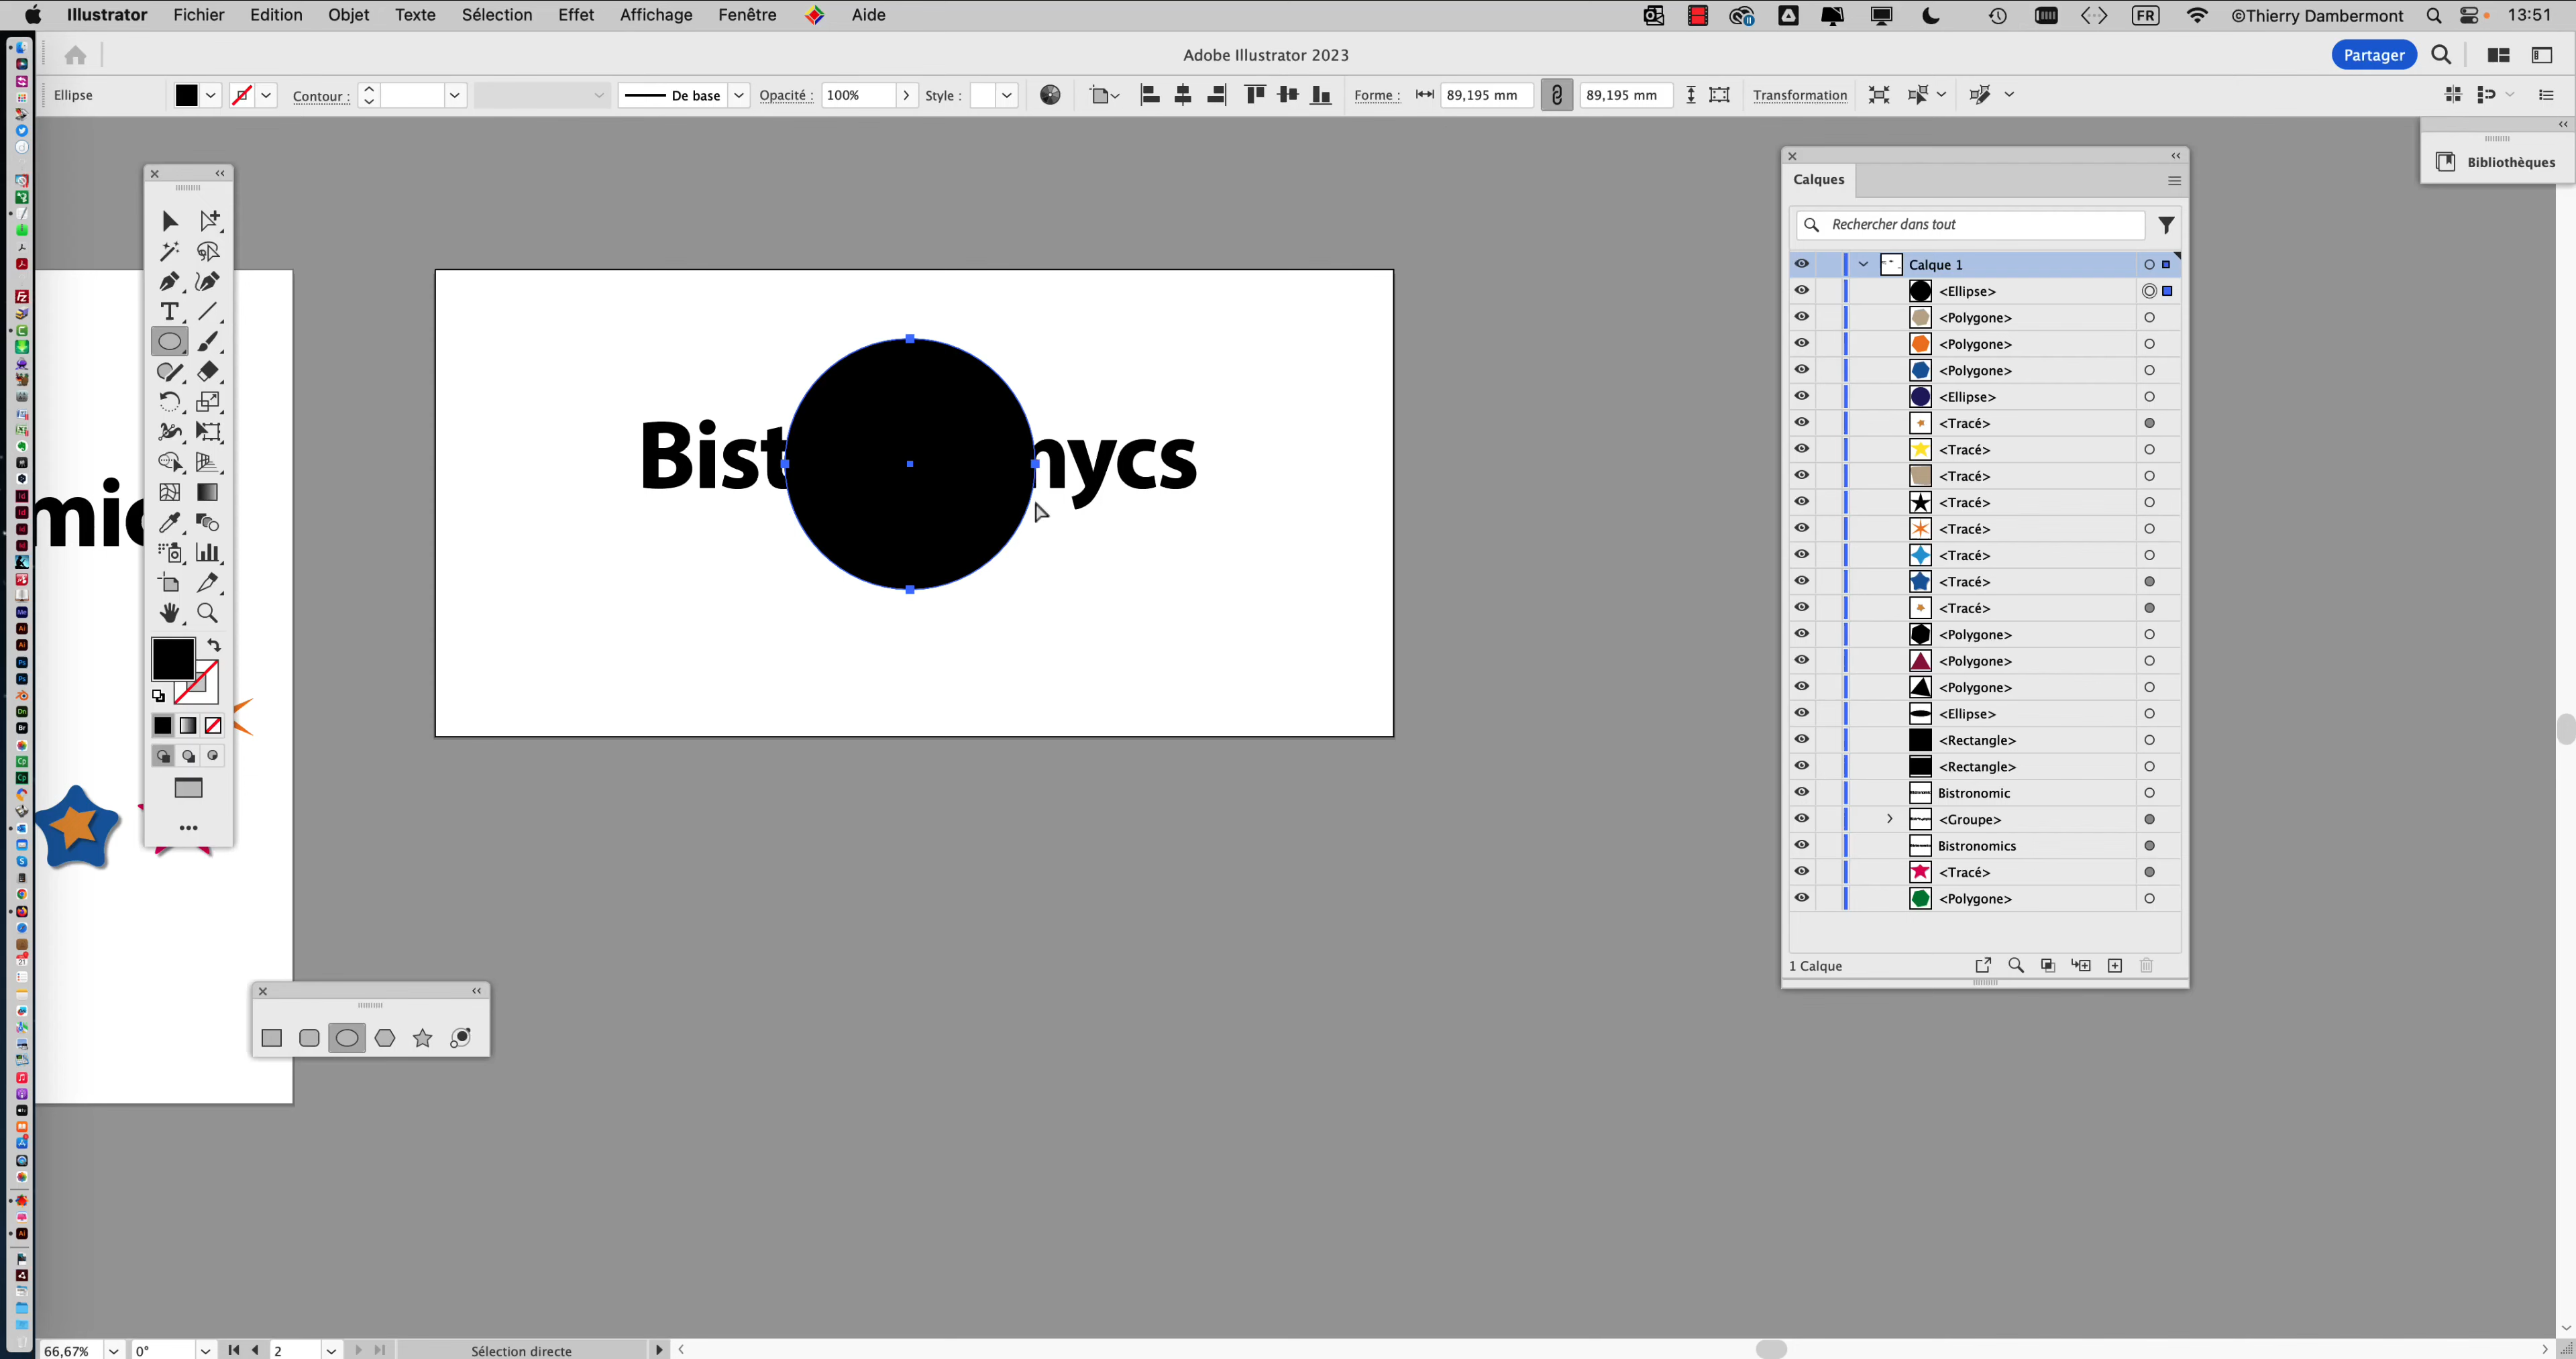 Illustrator Fichier Edition Objet Texte Sélection Effet Affichage Fenêtre Aide FR ©Thierry Dambermont 13:51
Adobe Illustrator 2023 Partager
Ellipse Contour : De base Opacité : 100% Style : Forme : 89,195 mm 89,195 mm Transformation
Bibliothèques
Calques
Rechercher dans tout
Calque 1
<Ellipse>
<Polygone>
<Polygone>
<Polygone>
<Ellipse>
<Tracé>
<Tracé>
<Tracé>
<Tracé>
<Tracé>
<Tracé>
<Tracé>
<Tracé>
<Polygone>
<Polygone>
<Polygone>
<Ellipse>
<Rectangle>
<Rectangle>
Bistronomic
<Groupe>
Bistronomics
<Tracé>
<Polygone>
1 Calque
Bist nycs
mic
66,67% 0° 2 Sélection directe